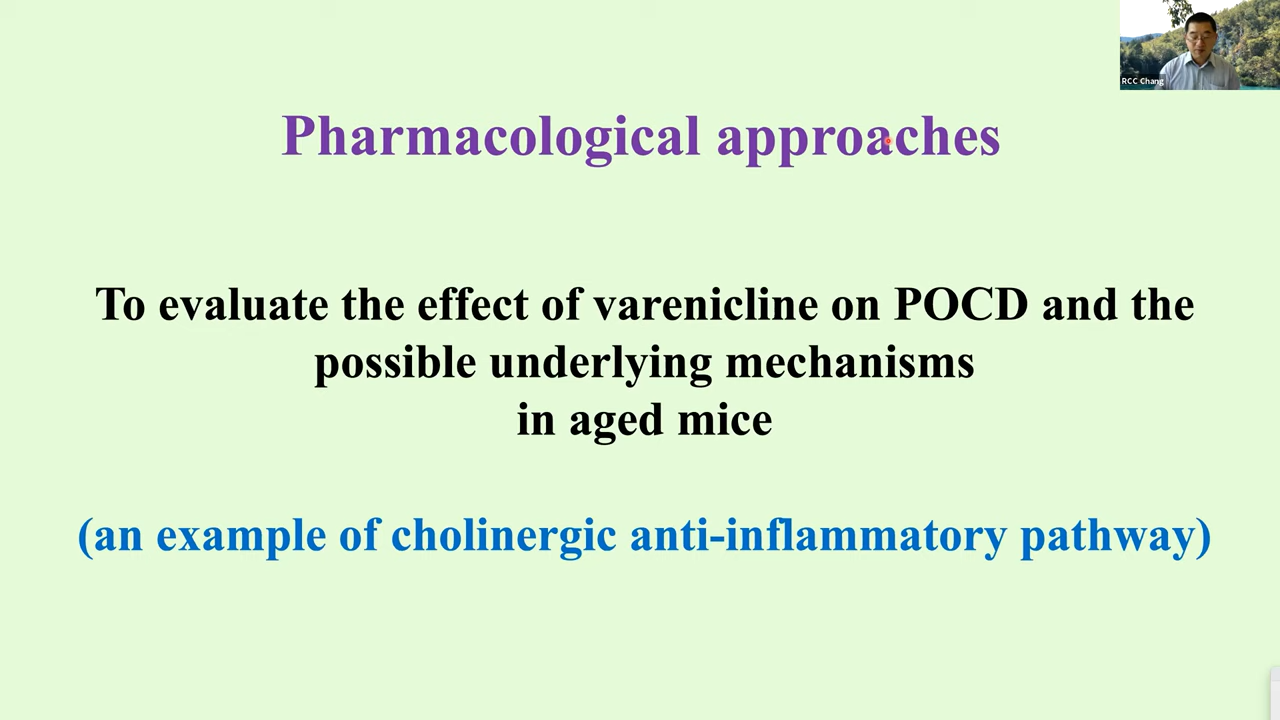 RCC Chang
Pharmacological approaches
To evaluate the effect of varenicline on POCD and the
possible underlying mechanisms
in aged mice
(an example of cholinergic anti-inflammatory pathway)